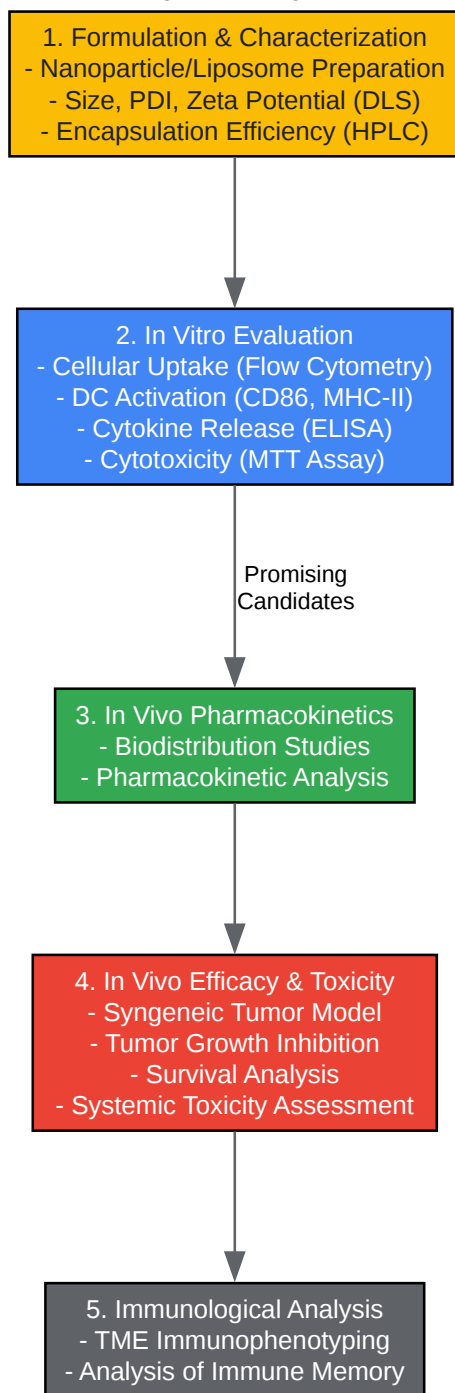 1. Formulation & Characterization
- Nanoparticle/Liposome Preparation
- Size, PDI, Zeta Potential (DLS)
- Encapsulation Efficiency (HPLC)
2. In Vitro Evaluation
- Cellular Uptake (Flow Cytometry)
- DC Activation (CD86, MHC-II)
- Cytokine Release (ELISA)
- Cytotoxicity (MTT Assay)
Promising
Candidates
3. In Vivo Pharmacokinetics
- Biodistribution Studies
- Pharmacokinetic Analysis
4. In Vivo Efficacy & Toxicity
- Syngeneic Tumor Model
- Tumor Growth Inhibition
- Survival Analysis
- Systemic Toxicity Assessment
5. Immunological Analysis
- TME Immunophenotyping
- Analysis of Immune Memory